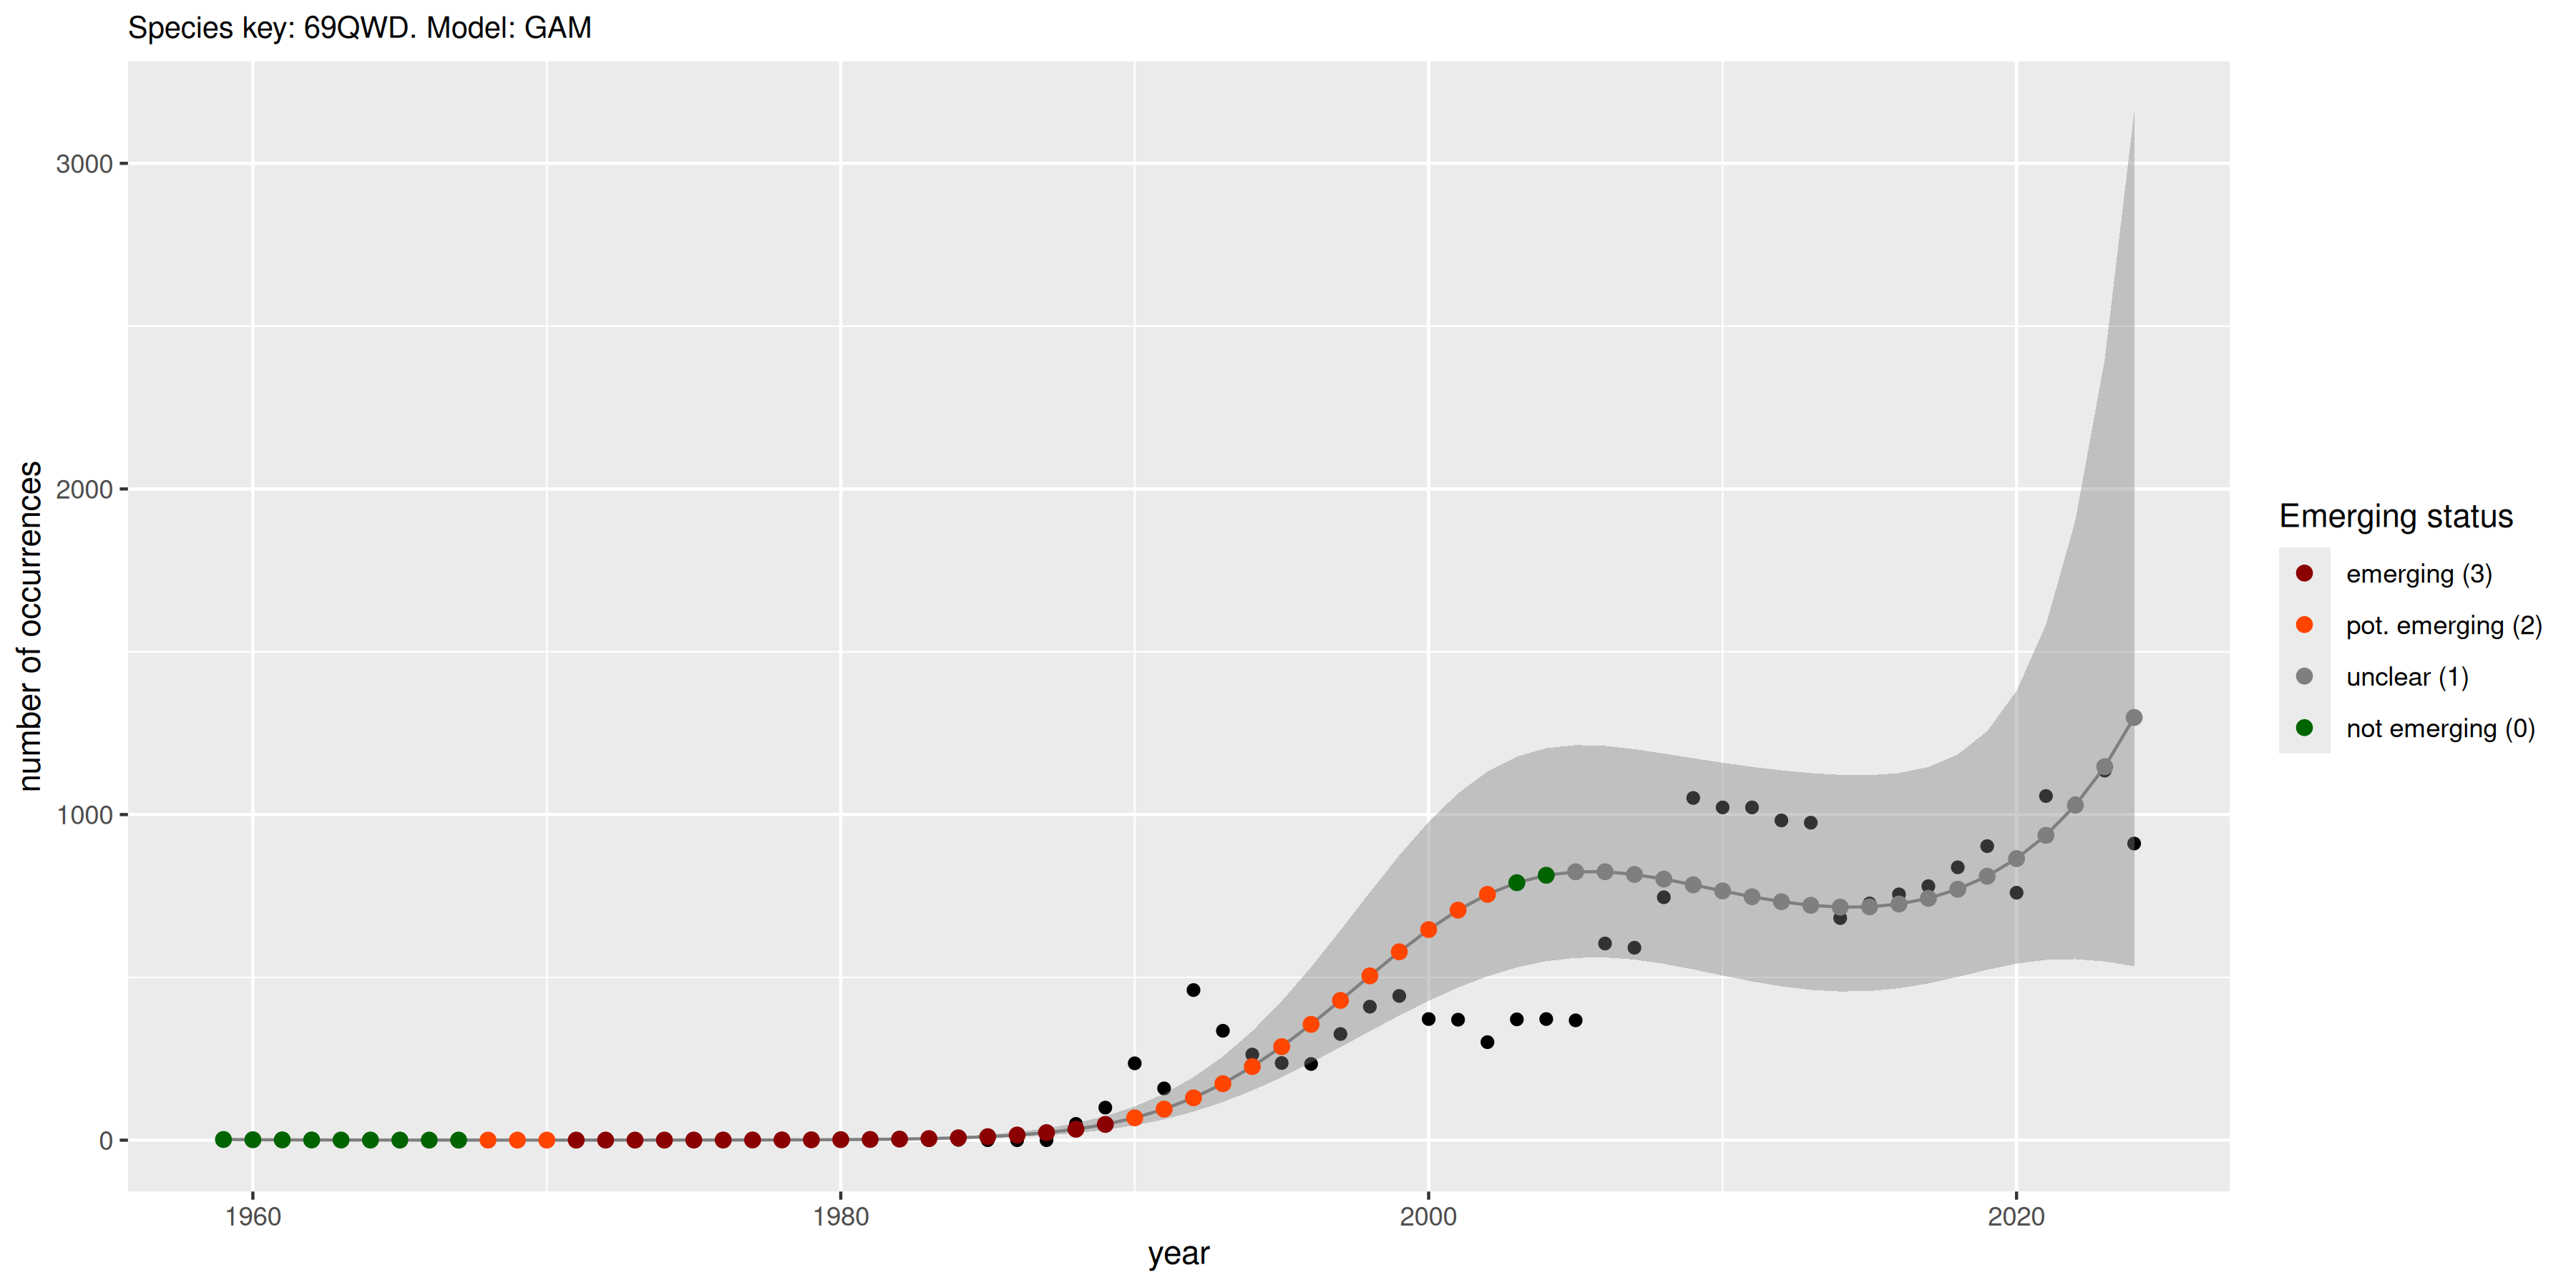 Species key: 69QWD. Model: GAM
3000
2000
1000
0
number of occurrences
1960
1980
2000
2020
year
Emerging status
emerging (3)
pot. emerging (2)
unclear (1)
not emerging (0)